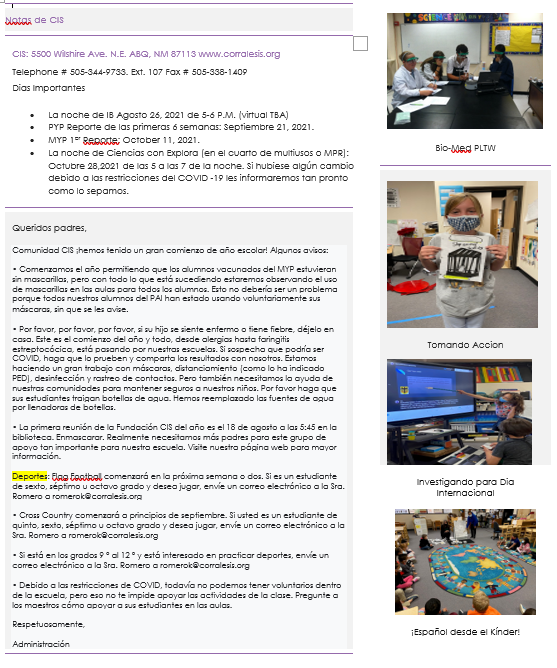 Notas de CIS
CIS: 5500 Wilshire Ave. N.E. ABQ, NM 87113 www.corralesis.org
Telephone # 505-344-9733. Ext. 107 Fax # 505-338-1409
Días Importantes
• La noche de IB Agosto 26, 2021 de 5-6 P.M. (virtual TBA)
• PYP Reporte de las primeras 6 semanas: Septiembre 21, 2021.
• MYP 1er Reporte: October 11, 2021.
• La noche de Ciencias con Explora (en el cuarto de multiusos o MPR):
Octubre 28,2021 de las 5 a las 7 de la noche. Si hubiese algún cambio
debido a las restricciones del COVID -19 les informaremos tan pronto
como lo sepamos.
Queridos padres,
Comunidad CIS ¡hemos tenido un gran comienzo de año escolar! Algunos avisos:
• Comenzamos el año permitiendo que los alumnos vacunados del MYP estuvieran
sin mascarillas, pero con todo lo que está sucediendo estaremos observando el uso
de mascarillas en las aulas para todos los alumnos. Esto no debería ser un problema
porque todos nuestros alumnos del PAI han estado usando voluntariamente sus
máscaras, sin que se les avise.
• Por favor, por favor, por favor, si su hijo se siente enfermo o tiene fiebre, déjelo en
casa. Este es el comienzo del año y todo, desde alergias hasta faringitis
estreptocócica, está pasando por nuestras escuelas. Si sospecha que podría ser
COVID, haga que lo prueben y comparta los resultados con nosotros. Estamos
haciendo un gran trabajo con máscaras, distanciamiento (como lo ha indicado
PED), desinfección y rastreo de contactos. Pero también necesitamos la ayuda de
nuestras comunidades para mantener seguros a nuestros niños. Por favor haga que
sus estudiantes traigan botellas de agua. Hemos reemplazado las fuentes de agua
por llenadoras de botellas.
• La primera reunión de la Fundación CIS del año es el 18 de agosto a las 5:45 en la
biblioteca. Enmascarar. Realmente necesitamos más padres para este grupo de
apoyo tan importante para nuestra escuela. Visite nuestra página web para mayor
información.
Deportes: Flag Football comenzará en la próxima semana o dos. Si es un estudiante
de sexto, séptimo u octavo grado y desea jugar, envíe un correo electrónico a la Sra.
Romero a romerok@corralesis.org
• Cross Country comenzará a principios de septiembre. Si usted es un estudiante de
quinto, sexto, séptimo u octavo grado y desea jugar, envíe un correo electrónico a la
Sra. Romero a romerok@corralesis.org
• Si está en los grados 9 ° al 12 ° y está interesado en practicar deportes, envíe un
correo electrónico a la Sra. Romero a romerok@corralesis.org
• Debido a las restricciones de COVID, todavía no podemos tener voluntarios dentro
de la escuela, pero eso no te impide apoyar las actividades de la clase. Pregunte a
los maestros cómo apoyar a sus estudiantes en las aulas.
Respetuosamente,
Administración
Bio-Med PLTW
Tomando Accion
Investigando para Dia
Internacional
¡Español desde el Kínder!